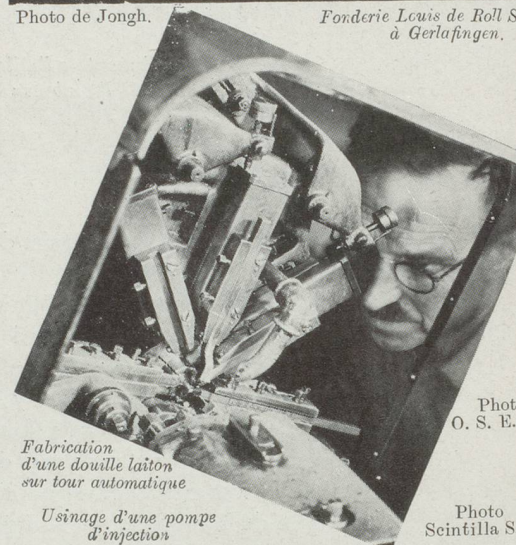 Photo de Jongh.
Fonderie Louis de Roll S
à Gerlafingen.
Phot
O. S. E.
Fabrication
d'une douille laiton
sur tour automatique
Usinage d'une pompe
d'injection
Photo
Scintilla S